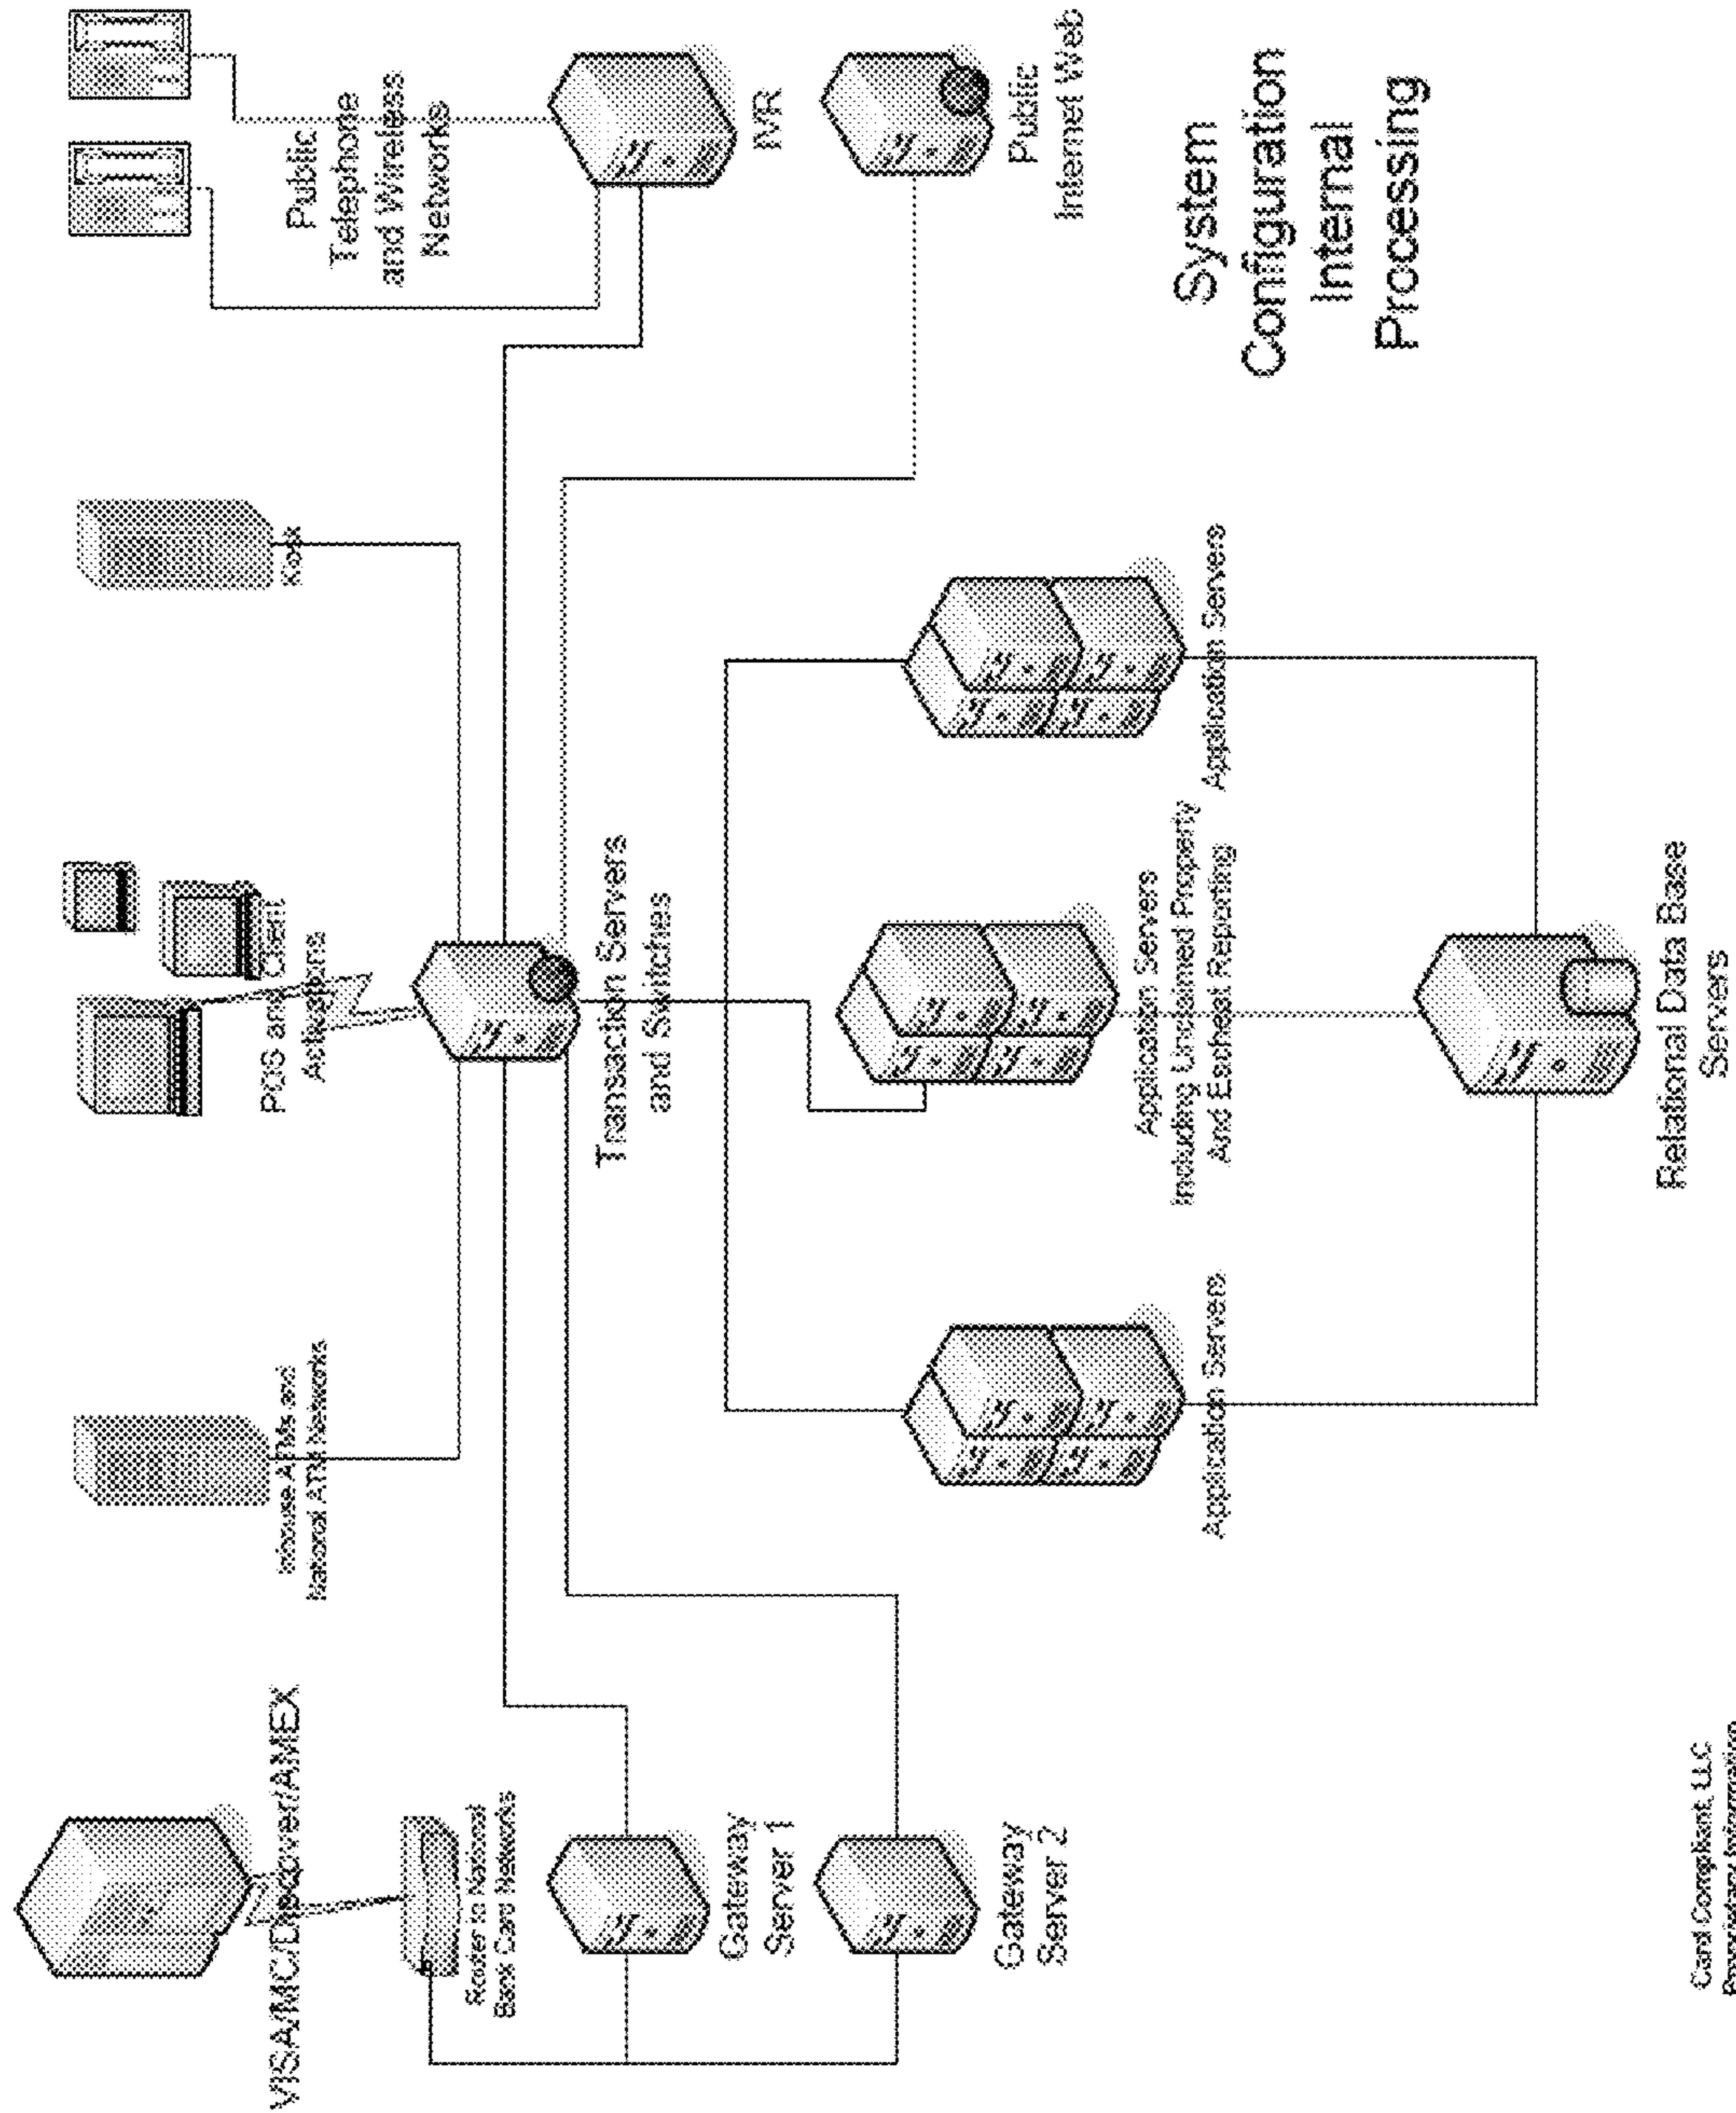 VISA/MC/Discover/AMEX
Router to National
Bank Card Networks
Gateway
Server 1
Gateway
Server 2
Inhouse ATMs and
National ATM Networks
POS and Client
Activations
Kiosk
Public
Telephone
and Wireless
Networks
IVR
Public
Internet Web
Transaction Servers
and Switches
Application Servers
Application Servers
Including Unclaimed Property
And Escheat Reporting
Application Servers
Relational Data Base
Servers
System
Configuration
Internal
Processing
Card Compliant, LLC
Proprietary Information